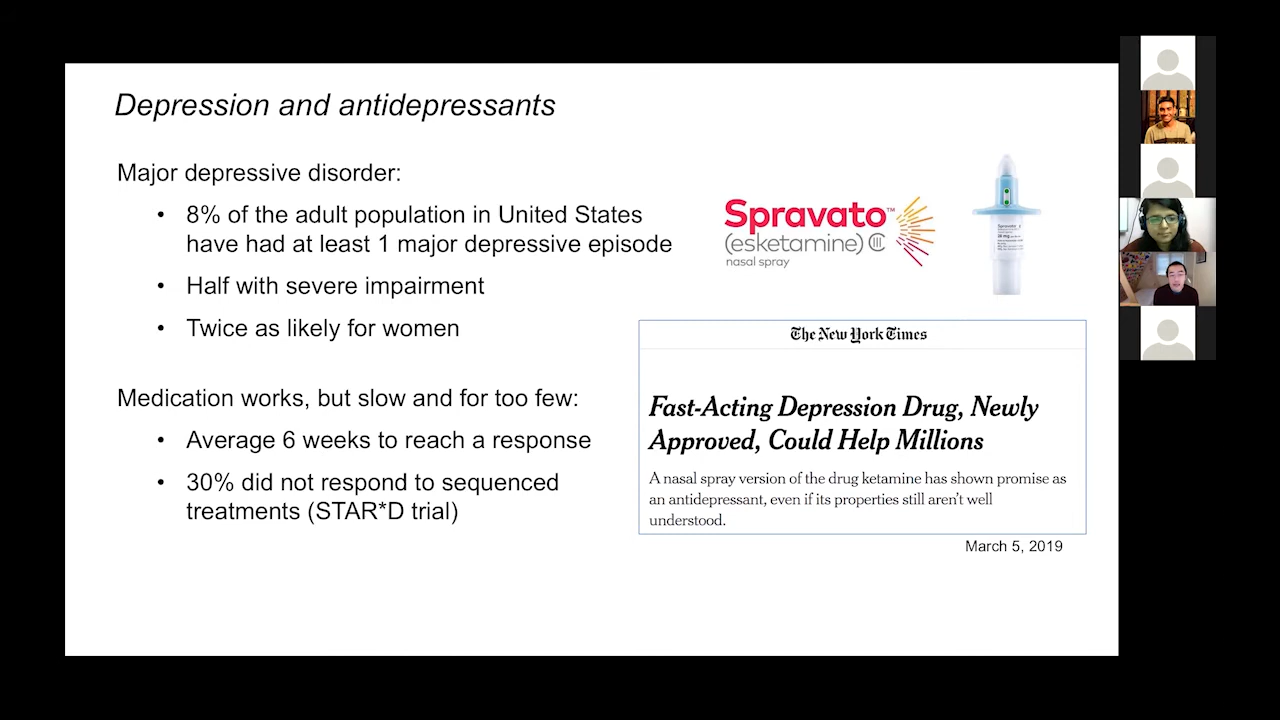 Depression and antidepressants
Major depressive disorder:
• 8% of the adult population in United States
have had at least 1 major depressive episode
• Half with severe impairment
• Twice as likely for women
Medication works, but slow and for too few:
• Average 6 weeks to reach a response
• 30% did not respond to sequenced
treatments (STAR*D trial)
Spravato™
(esketamine) CIII
nasal spray
The New York Times
Fast-Acting Depression Drug, Newly
Approved, Could Help Millions
A nasal spray version of the drug ketamine has shown promise as
an antidepressant, even if its properties still aren't well
understood.
March 5, 2019